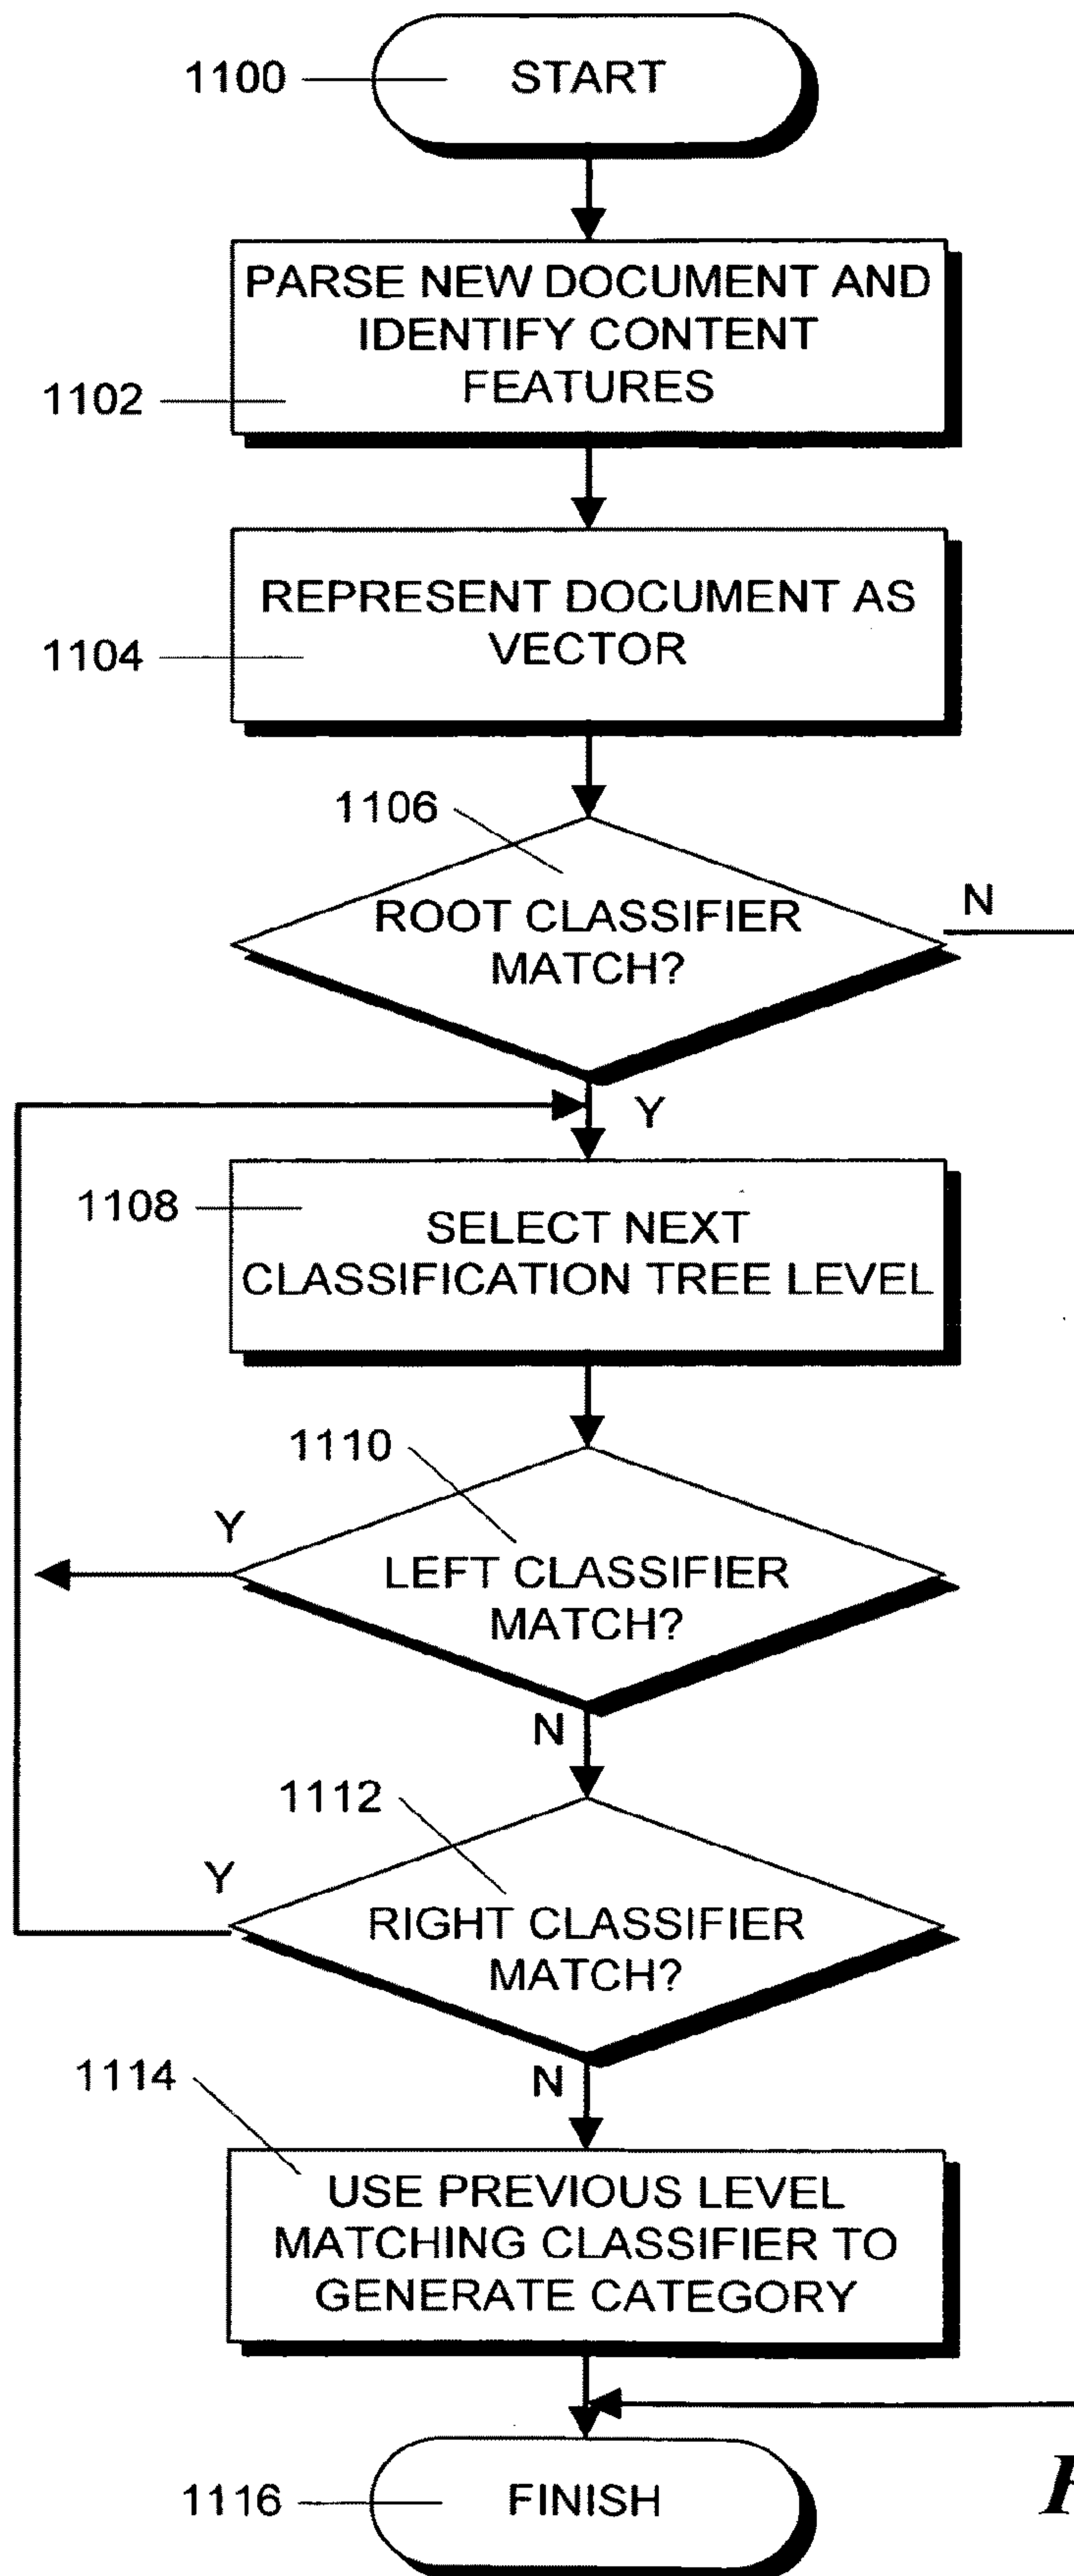 1100
START
PARSE NEW DOCUMENT AND
IDENTIFY CONTENT
FEATURES
1102
REPRESENT DOCUMENT AS
VECTOR
1104
1106
ROOT CLASSIFIER
MATCH?
N
Y
1108
SELECT NEXT
CLASSIFICATION TREE LEVEL
1110
Y
LEFT CLASSIFIER
MATCH?
N
1112
Y
RIGHT CLASSIFIER
MATCH?
N
1114
USE PREVIOUS LEVEL
MATCHING CLASSIFIER TO
GENERATE CATEGORY
1116
FINISH